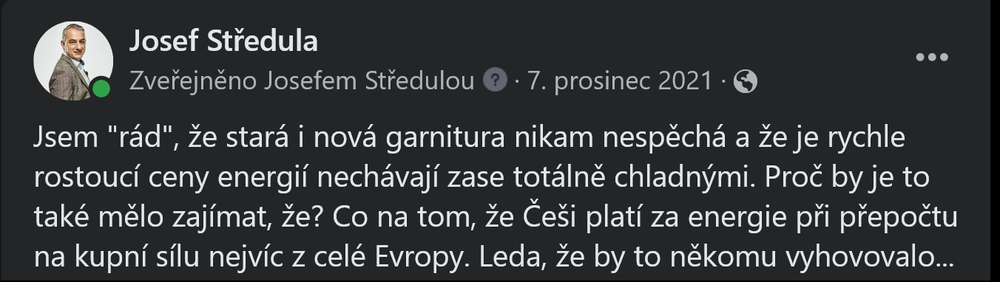 Josef Středula
Zveřejněno Josefem Středulou ? · 7. prosinec 2021 ·
Jsem "rád", že stará i nová garnitura nikam nespěchá a že je rychle
rostoucí ceny energií nechávají zase totálně chladnými. Proč by je to
také mělo zajímat, že? Co na tom, že Češi platí za energie při přepočtu
na kupní sílu nejvíc z celé Evropy. Leda, že by to někomu vyhovovalo...